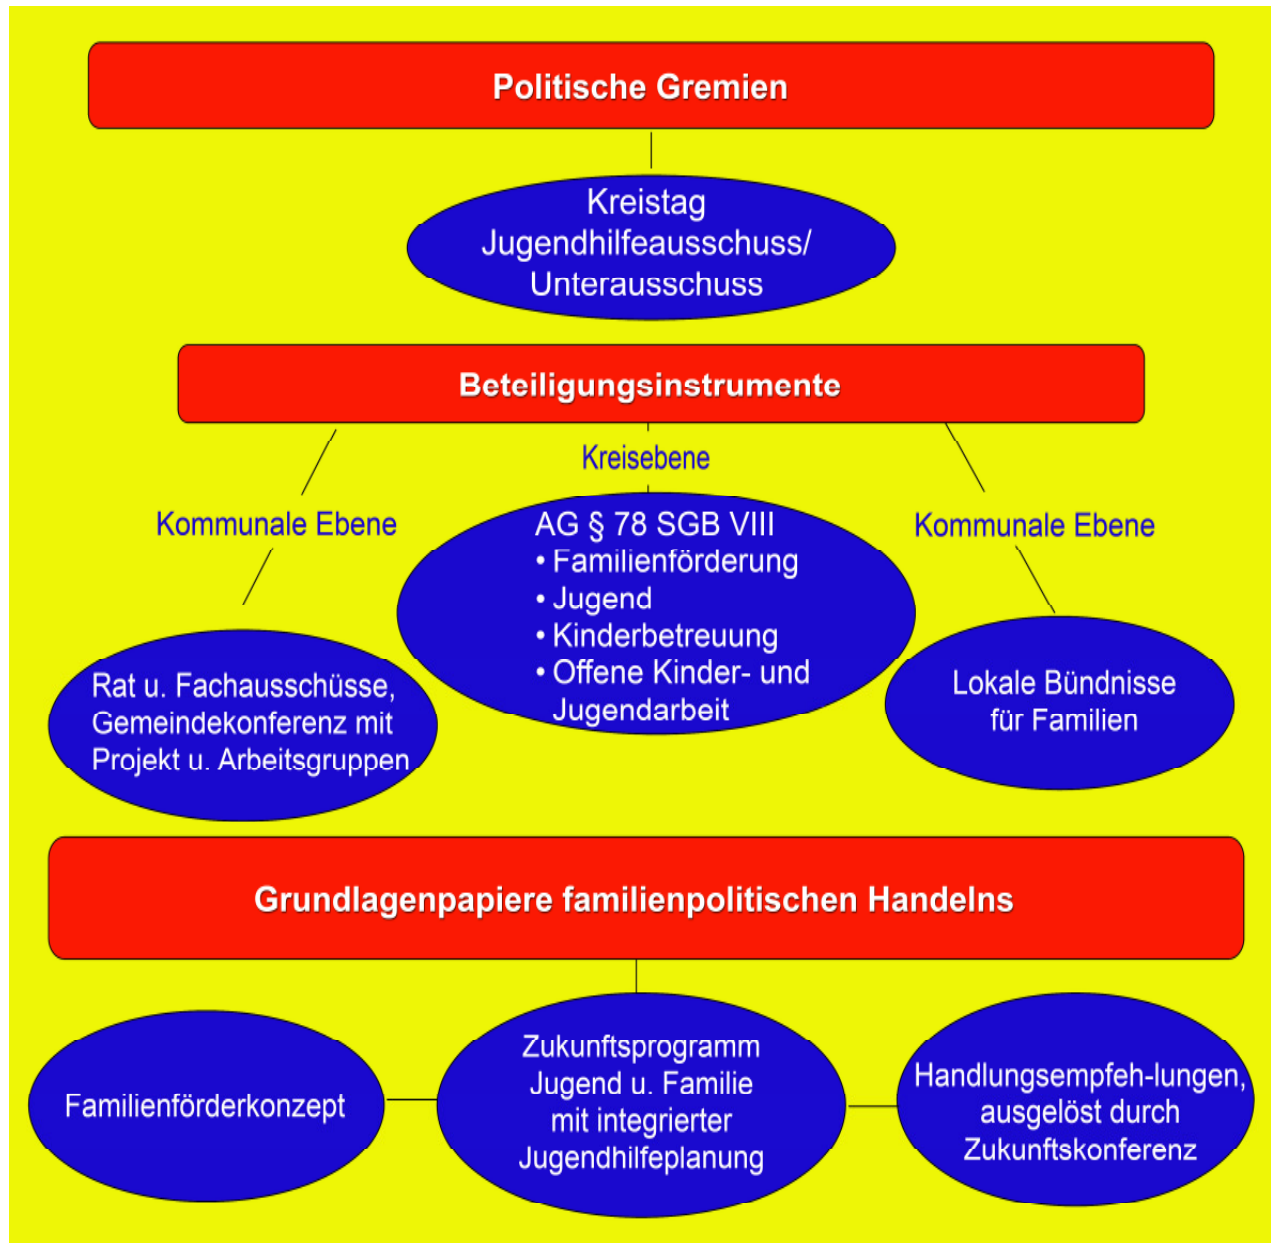 Politische Gremien
Kreistag
Jugendhilfeausschuss/
Unterausschuss
Beteiligungsinstrumente
Kommunale Ebene
Rat u. Fachausschüsse,
Gemeindekonferenz mit
Projekt u. Arbeitsgruppen
Kreisebene
AG § 78 SGB VIII
• Familienförderung
• Jugend
• Kinderbetreuung
• Offene Kinder- und
Jugendarbeit
Kommunale Ebene
Lokale Bündnisse
für Familien
Grundlagenpapiere familienpolitischen Handelns
Familienförderkonzept
Zukunftsprogramm
Jugend u. Familie
mit integrierter
Jugendhilfeplanung
Handlungsempfeh-lungen,
ausgelöst durch
Zukunftskonferenz